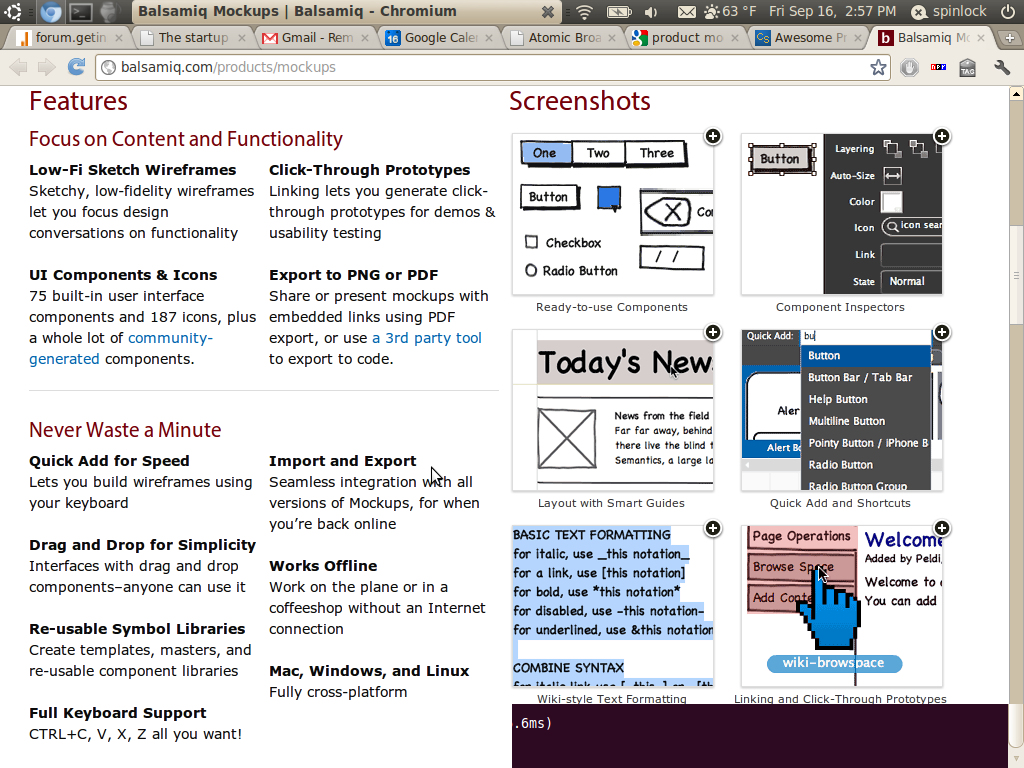 Balsamiq Mockups | Balsamiq - Chromium
63 °F Fri Sep 16, 2:57 PM spinlock
forum.getin
The startup
Gmail - Rem
16 Google Cale
Atomic Broa
product mo
CS Awesome Pr
b Balsamiq Mo
balsamiq.com/products/mockups
TAG
Features
Focus on Content and Functionality
Low-Fi Sketch Wireframes
Sketchy, low-fidelity wireframes
let you focus design
conversations on functionality
Click-Through Prototypes
Linking lets you generate click-
through prototypes for demos &
usability testing
UI Components & Icons
75 built-in user interface
components and 187 icons, plus
a whole lot of community-
generated components.
Export to PNG or PDF
Share or present mockups with
embedded links using PDF
export, or use a 3rd party tool
to export to code.
Never Waste a Minute
Quick Add for Speed
Lets you build wireframes using
your keyboard
Import and Export
Seamless integration with all
versions of Mockups, for when
you're back online
Drag and Drop for Simplicity
Interfaces with drag and drop
components–anyone can use it
Works Offline
Work on the plane or in a
coffeeshop without an Internet
connection
Re-usable Symbol Libraries
Create templates, masters, and
re-usable component libraries
Mac, Windows, and Linux
Fully cross-platform
Full Keyboard Support
CTRL+C, V, X, Z all you want!
Screenshots
One Two Three
Button
Co
Checkbox
/ /
Radio Button
Ready-to-use Components
Button
Layering
Auto-Size
Color
Icon icon sear
Link
State Normal
Component Inspectors
Today's News
News from the field
Far far away, behind
there live the blind t
Semantics, a large la
Layout with Smart Guides
Quick Add: bu
Button
Button Bar / Tab Bar
Help Button
Multiline Button
Pointy Button / iPhone B
Radio Button
Radio Button Group
Aler
Alert Bo
Quick Add and Shortcuts
BASIC TEXT FORMATTING
for italic, use _this notation_
for a link, use [this notation]
for bold, use *this notation*
for disabled, use -this notation-
for underlined, use &this notation
COMBINE SYNTAX
Wiki-style Text Formatting
Page Operations
Browse Space
Add Conte
Welcome
Added by Peldi,
Welcome to
You can add
wiki-browspace
Linking and Click-Through Prototypes
.6ms)